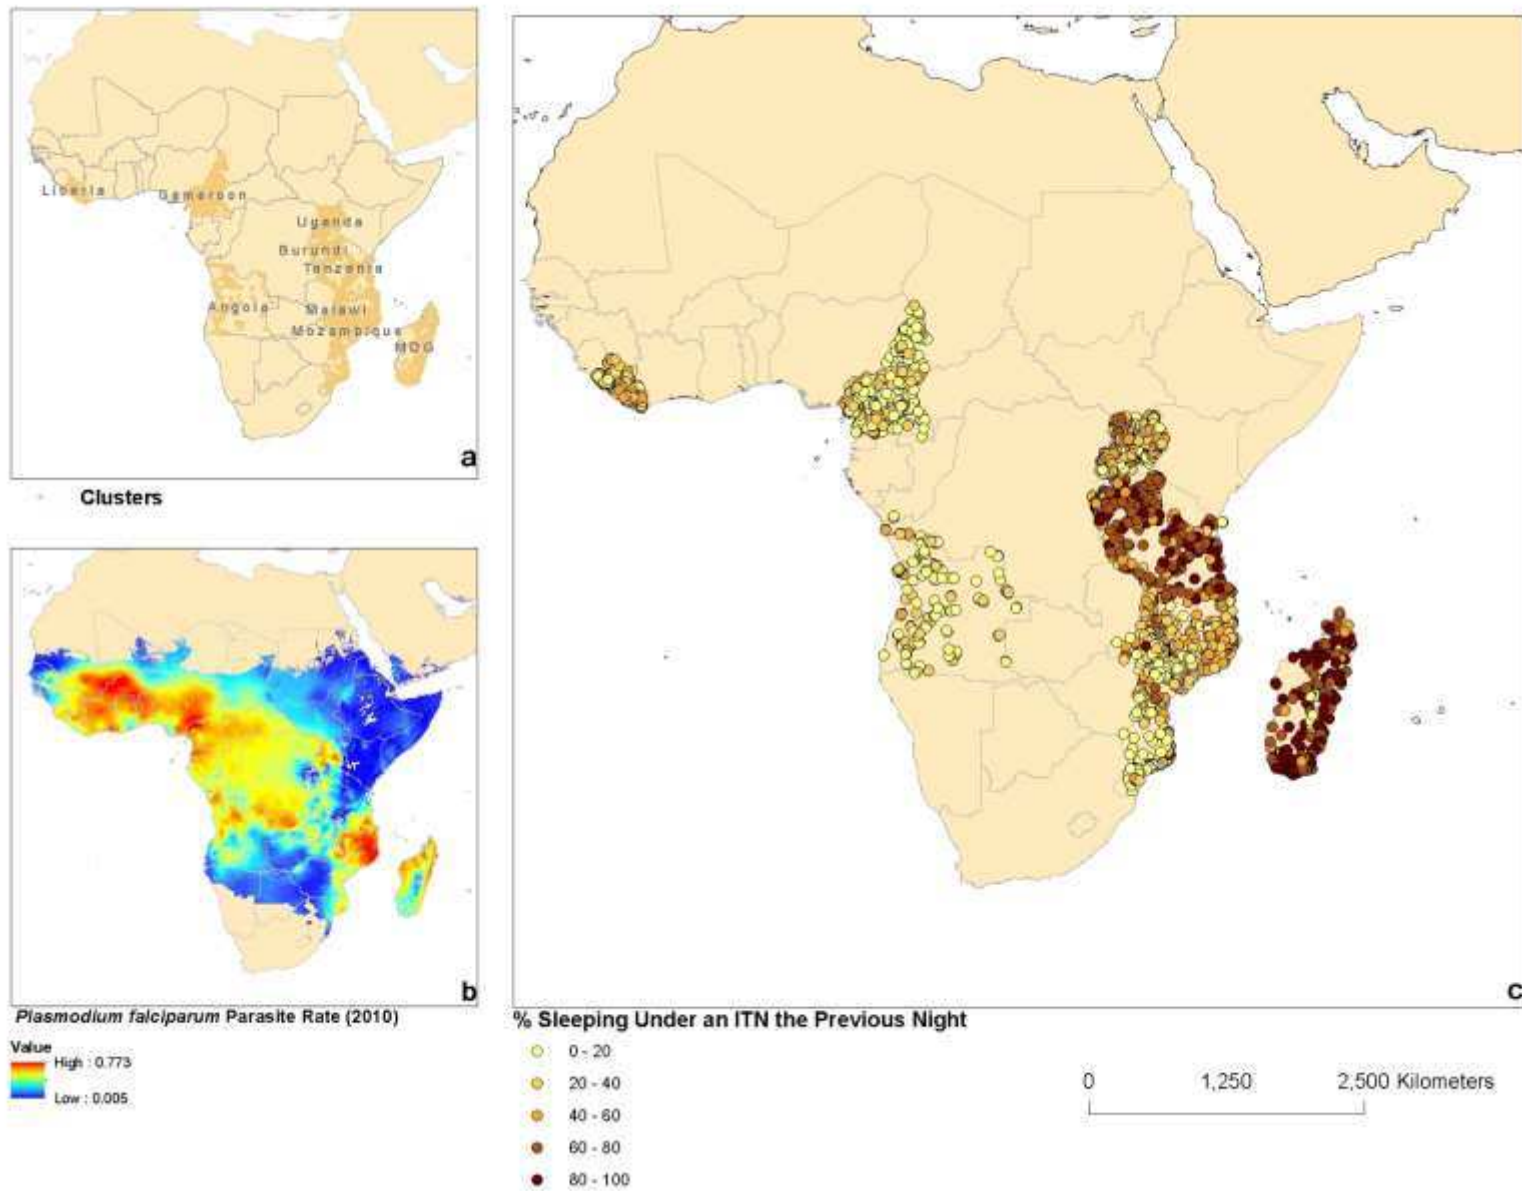 Liberia
Cameroon
Uganda
Burundi
Tanzania
Angola
Malawi
Mozambique
MDG
a
Clusters
b
Plasmodium falciparum Parasite Rate (2010)
Value
High : 0.773
Low : 0.005
c
% Sleeping Under an ITN the Previous Night
0 - 20
20 - 40
40 - 60
60 - 80
80 - 100
0 1,250 2,500 Kilometers